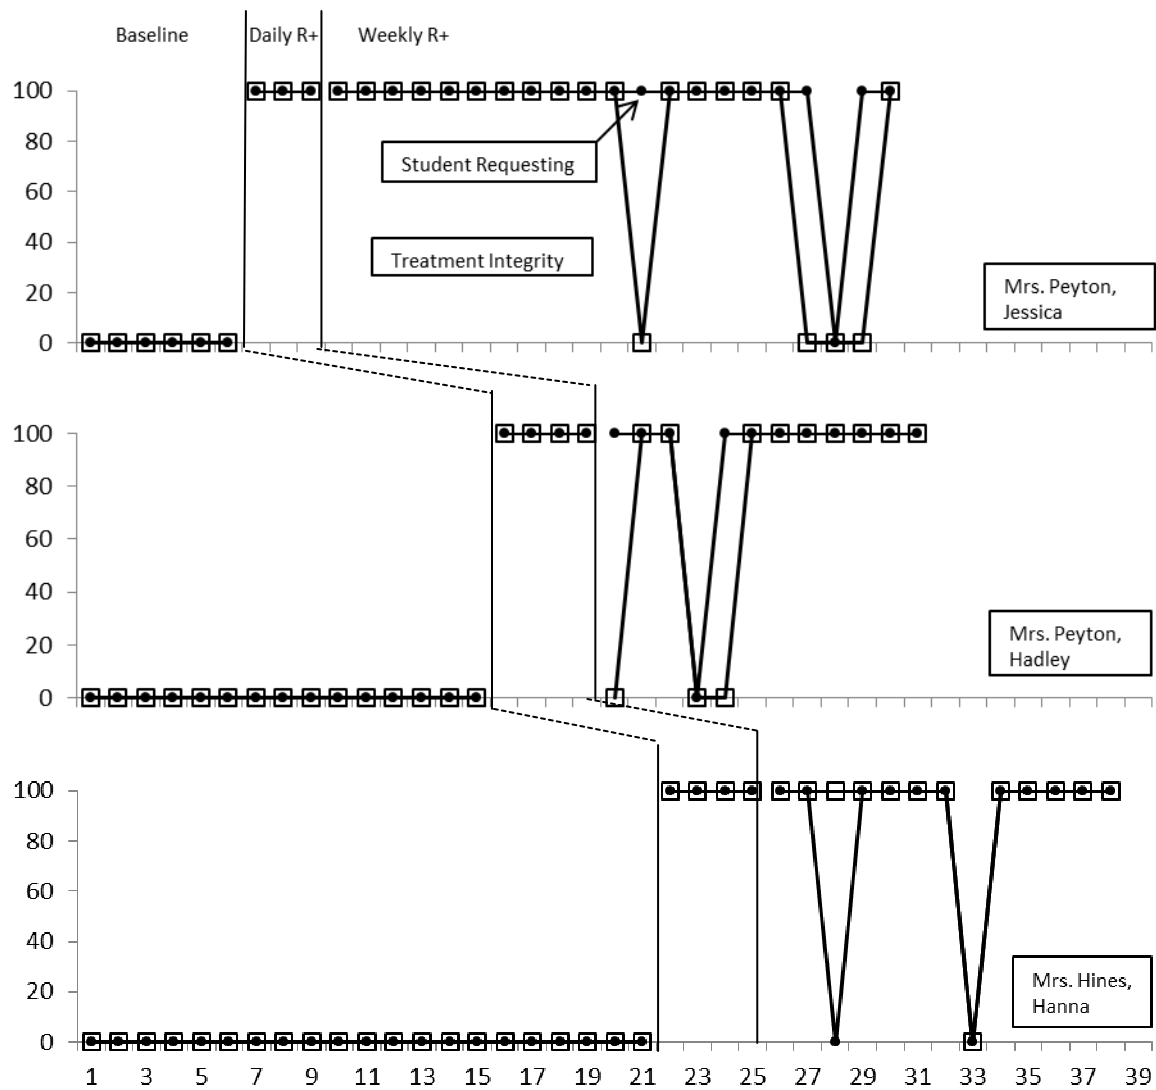 Baseline Daily R+ Weekly R+
100
80
60
40
20
0
Student Requesting
Treatment Integrity
Mrs. Peyton,
Jessica
100
80
60
40
20
0
Mrs. Peyton,
Hadley
100
80
60
40
20
0
Mrs. Hines,
Hanna
1 3 5 7 9 11 13 15 17 19 21 23 25 27 29 31 33 35 37 39